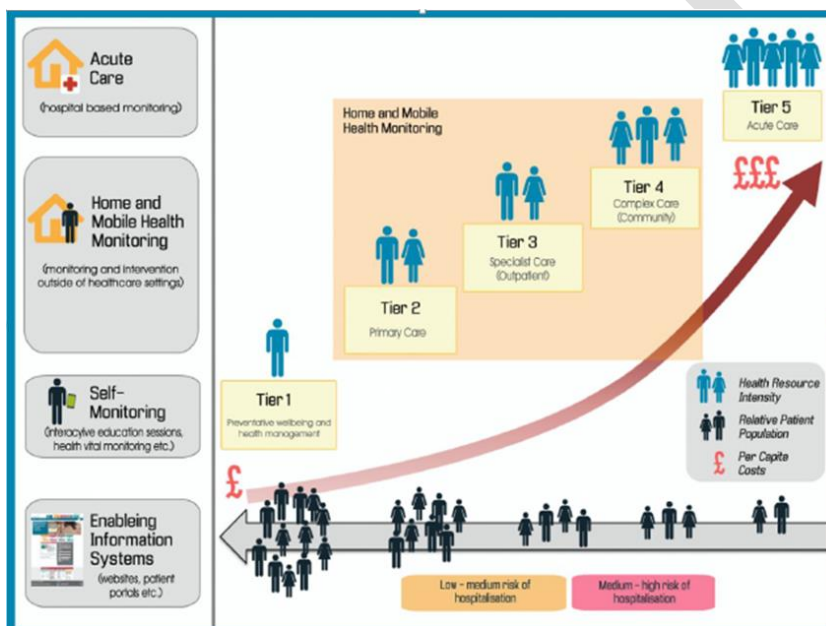 Acute
Care
(hospital based monitoring)
Home and
Mobile Health
Monitoring
(monitoring and intervention
outside of healthcare settings)
Self-
Monitoring
(interacyive education sessions,
health vital monitoring etc.)
Enableing
Information
Systems
(websites, patient
portals etc.)
Home and Mobile
Health Monitoring
Tier 1
Preventative wellbeing and
health management
Tier 2
Primary Care
Tier 3
Specialist Care
(Outpatient)
Tier 4
Complex Care
(Community)
Tier 5
Acute Care
£
£££
Health Resource
Intensity
Relative Patient
Population
£
Per Capite
Costs
Low - medium risk of
hospitalisation
Medium - high risk of
hospitalisation